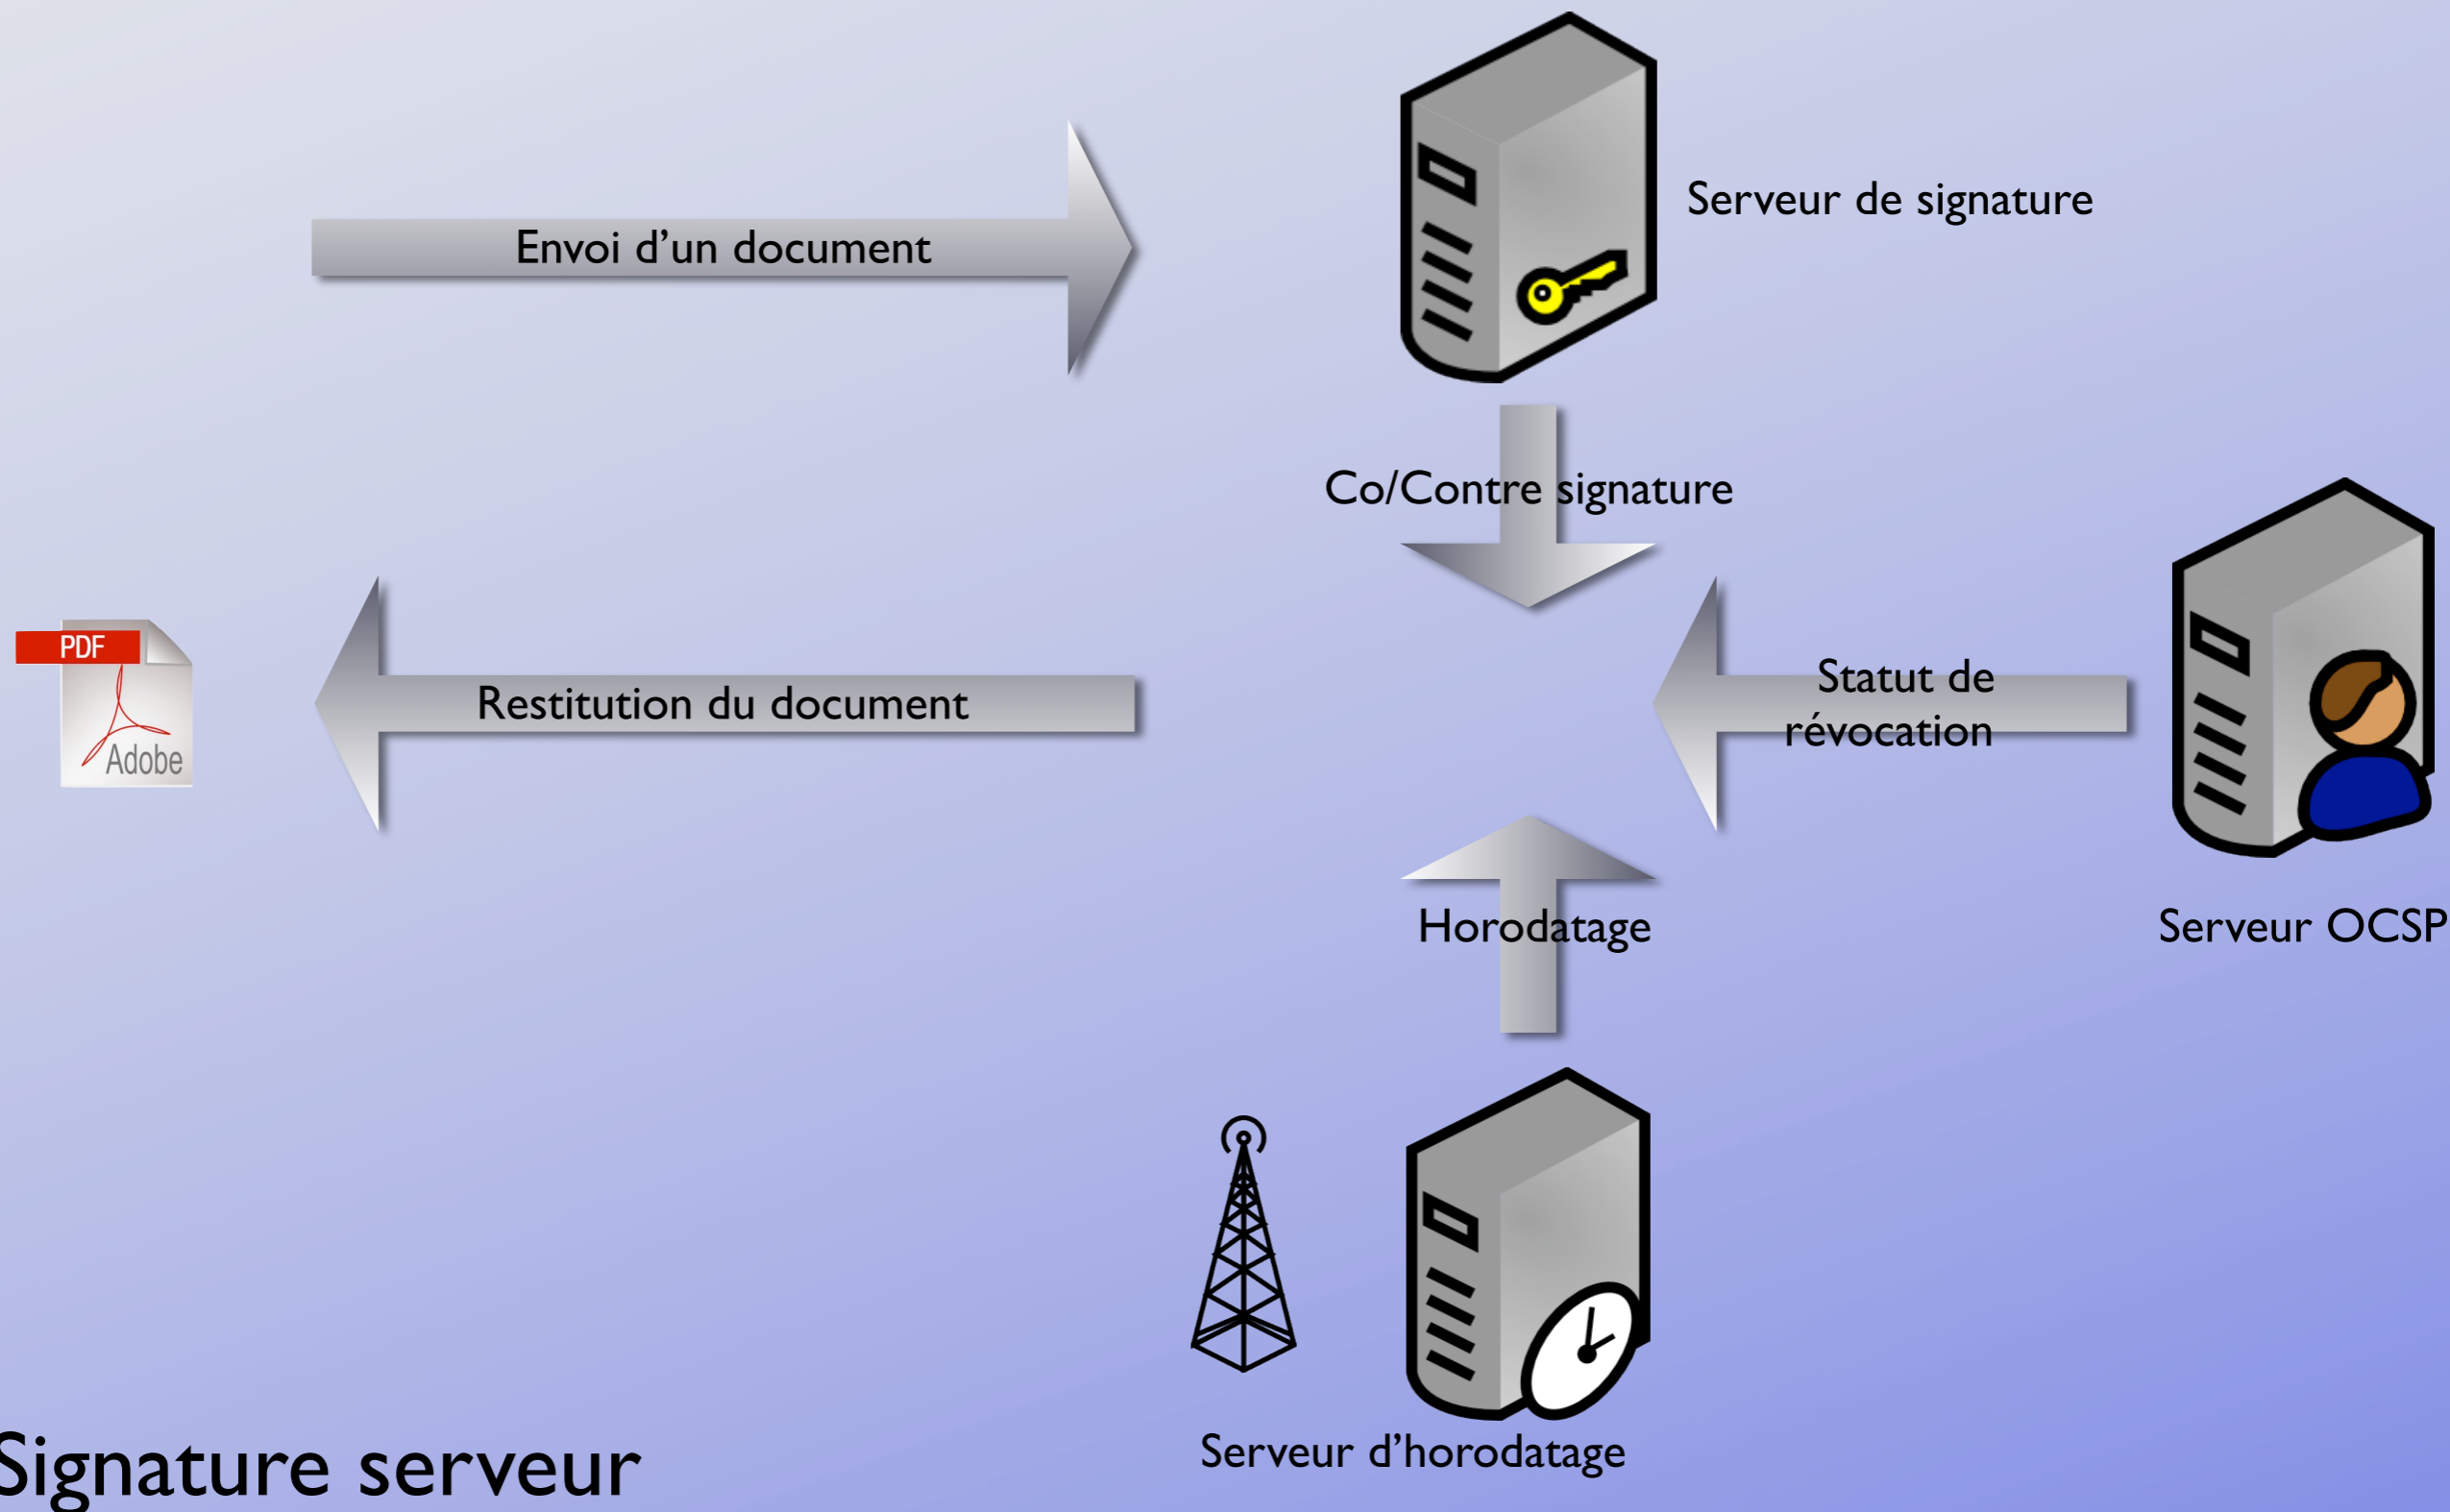 Serveur de signature
Envoi d’un document
Co/Contre signature
PDF
Adobe
Restitution du document
Statut de
révocation
Horodatage
Serveur OCSP
Serveur d’horodatage
Signature serveur